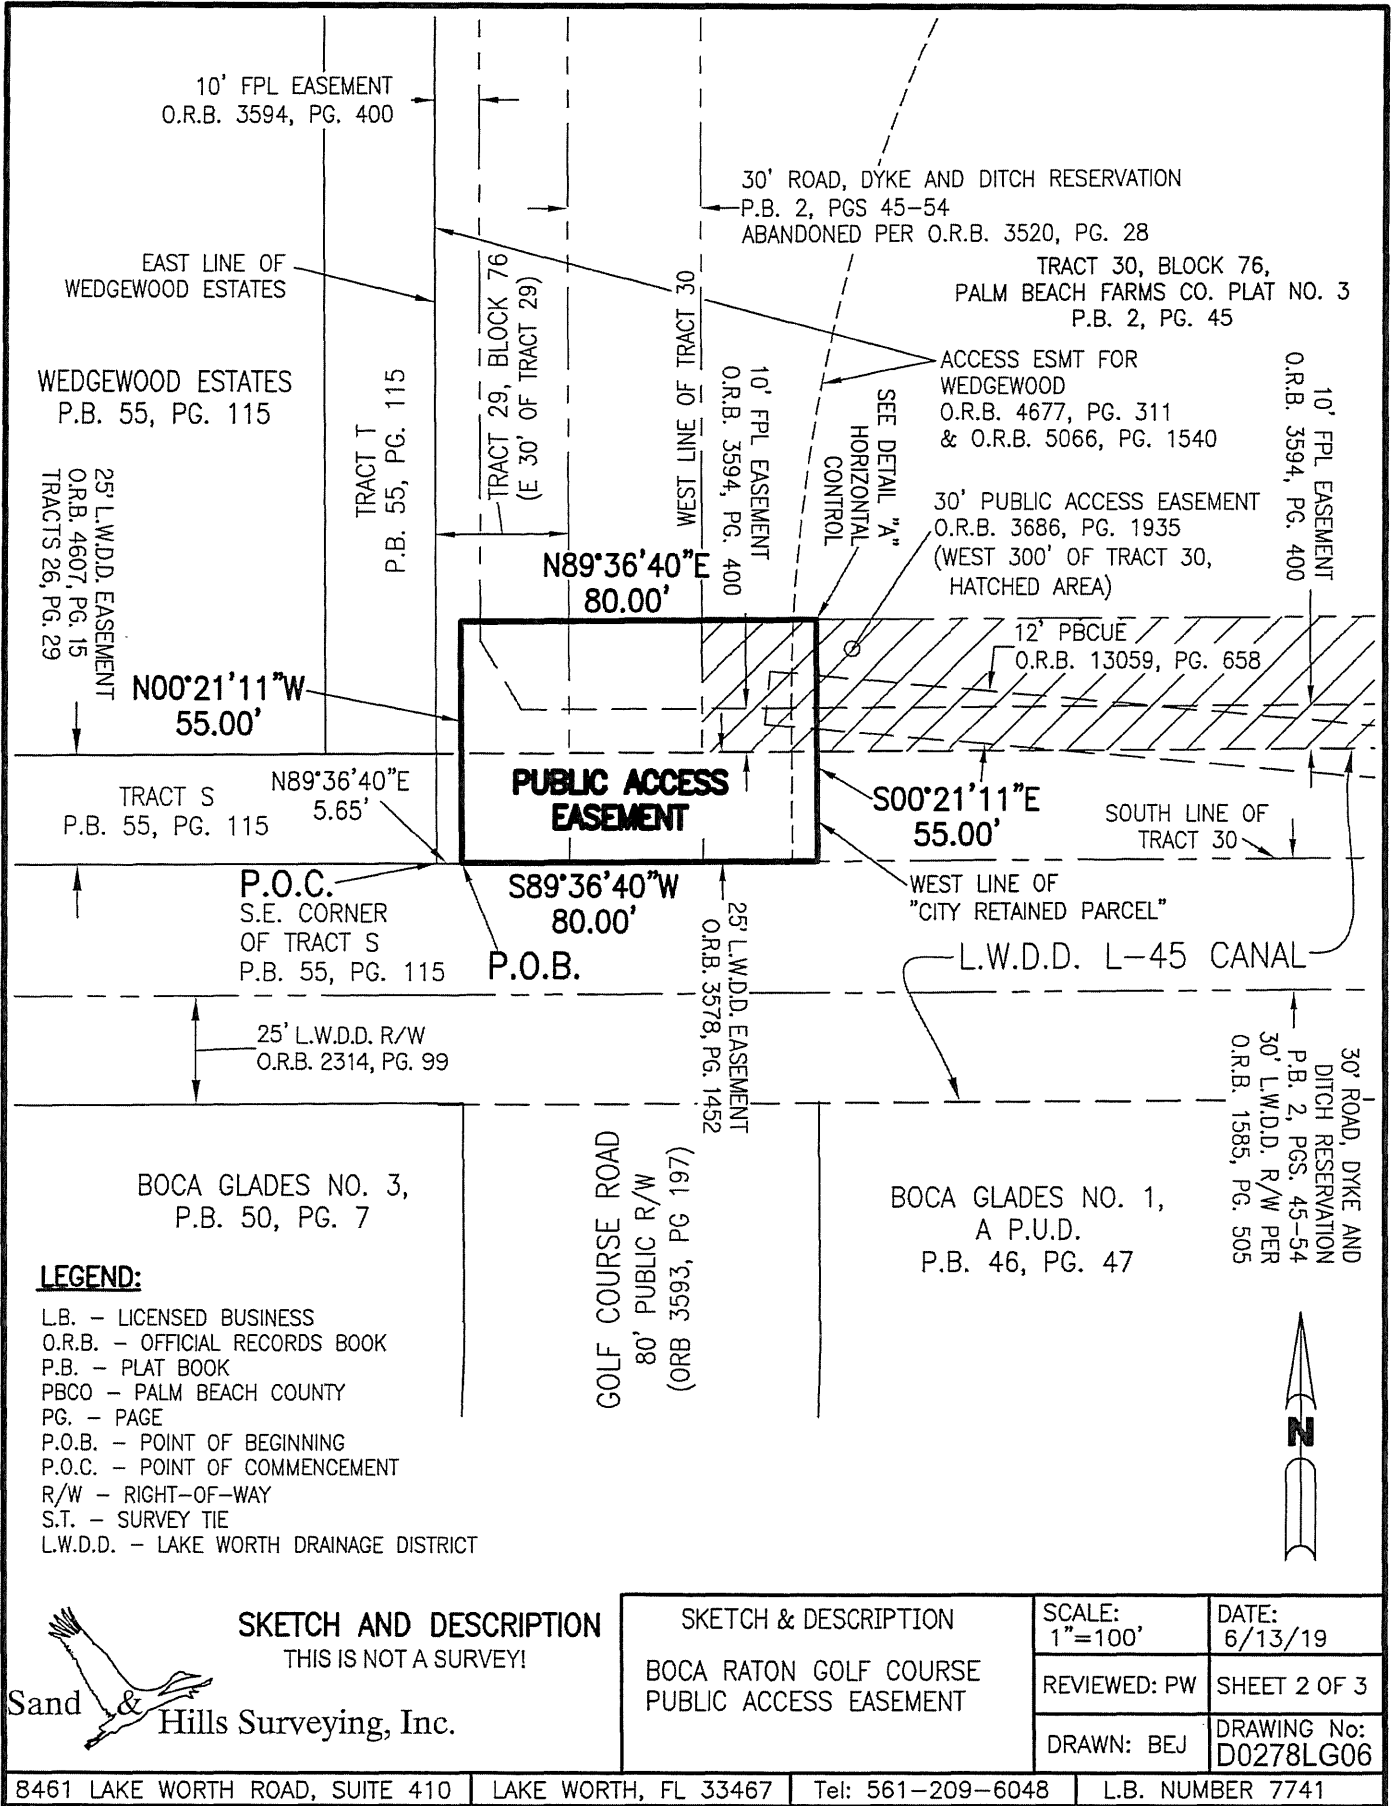 10' FPL EASEMENT
O.R.B. 3594, PG. 400
30' ROAD, DYKE AND DITCH RESERVATION
P.B. 2, PGS 45-54
ABANDONED PER O.R.B. 3520, PG. 28
EAST LINE OF
WEDGEWOOD ESTATES
TRACT 30, BLOCK 76,
PALM BEACH FARMS CO. PLAT NO. 3
P.B. 2, PG. 45
WEDGEWOOD ESTATES
P.B. 55, PG. 115
TRACT T
P.B. 55, PG. 115
TRACT 29, BLOCK 76
(E 30' OF TRACT 29)
WEST LINE OF TRACT 30
10' FPL EASEMENT
O.R.B. 3594, PG. 400
SEE DETAIL "A"
HORIZONTAL
CONTROL
ACCESS ESMT FOR
WEDGEWOOD
O.R.B. 4677, PG. 311
& O.R.B. 5066, PG. 1540
10' FPL EASEMENT
O.R.B. 3594, PG. 400
25' L.W.D.D. EASEMENT
O.R.B. 4607, PG. 15
TRACTS 26, PG. 29
30' PUBLIC ACCESS EASEMENT
O.R.B. 3686, PG. 1935
(WEST 300' OF TRACT 30,
HATCHED AREA)
N89°36'40"E
80.00'
12' PBCUE
O.R.B. 13059, PG. 658
N00°21'11"W
55.00'
TRACT S
P.B. 55, PG. 115
N89°36'40"E
5.65'
PUBLIC ACCESS
EASEMENT
S00°21'11"E
55.00'
SOUTH LINE OF
TRACT 30
P.O.C.
S.E. CORNER
OF TRACT S
P.B. 55, PG. 115
S89°36'40"W
80.00'
P.O.B.
WEST LINE OF
"CITY RETAINED PARCEL"
25' L.W.D.D. EASEMENT
O.R.B. 3578, PG. 1452
L.W.D.D. L-45 CANAL
25' L.W.D.D. R/W
O.R.B. 2314, PG. 99
30' ROAD, DYKE AND
DITCH RESERVATION
P.B. 2, PGS. 45-54
30' L.W.D.D. R/W PER
O.R.B. 1585, PG. 505
BOCA GLADES NO. 3,
P.B. 50, PG. 7
GOLF COURSE ROAD
80' PUBLIC R/W
(ORB 3593, PG 197)
BOCA GLADES NO. 1,
A P.U.D.
P.B. 46, PG. 47
LEGEND:
L.B. - LICENSED BUSINESS
O.R.B. - OFFICIAL RECORDS BOOK
P.B. - PLAT BOOK
PBCO - PALM BEACH COUNTY
PG. - PAGE
P.O.B. - POINT OF BEGINNING
P.O.C. - POINT OF COMMENCEMENT
R/W - RIGHT-OF-WAY
S.T. - SURVEY TIE
L.W.D.D. - LAKE WORTH DRAINAGE DISTRICT
N
SKETCH AND DESCRIPTION
THIS IS NOT A SURVEY!
Sand & Hills Surveying, Inc.
SKETCH & DESCRIPTION
BOCA RATON GOLF COURSE
PUBLIC ACCESS EASEMENT
SCALE:
1"=100'
DATE:
6/13/19
REVIEWED: PW
SHEET 2 OF 3
DRAWN: BEJ
DRAWING No:
D0278LG06
8461 LAKE WORTH ROAD, SUITE 410
LAKE WORTH, FL 33467
Tel: 561-209-6048
L.B. NUMBER 7741